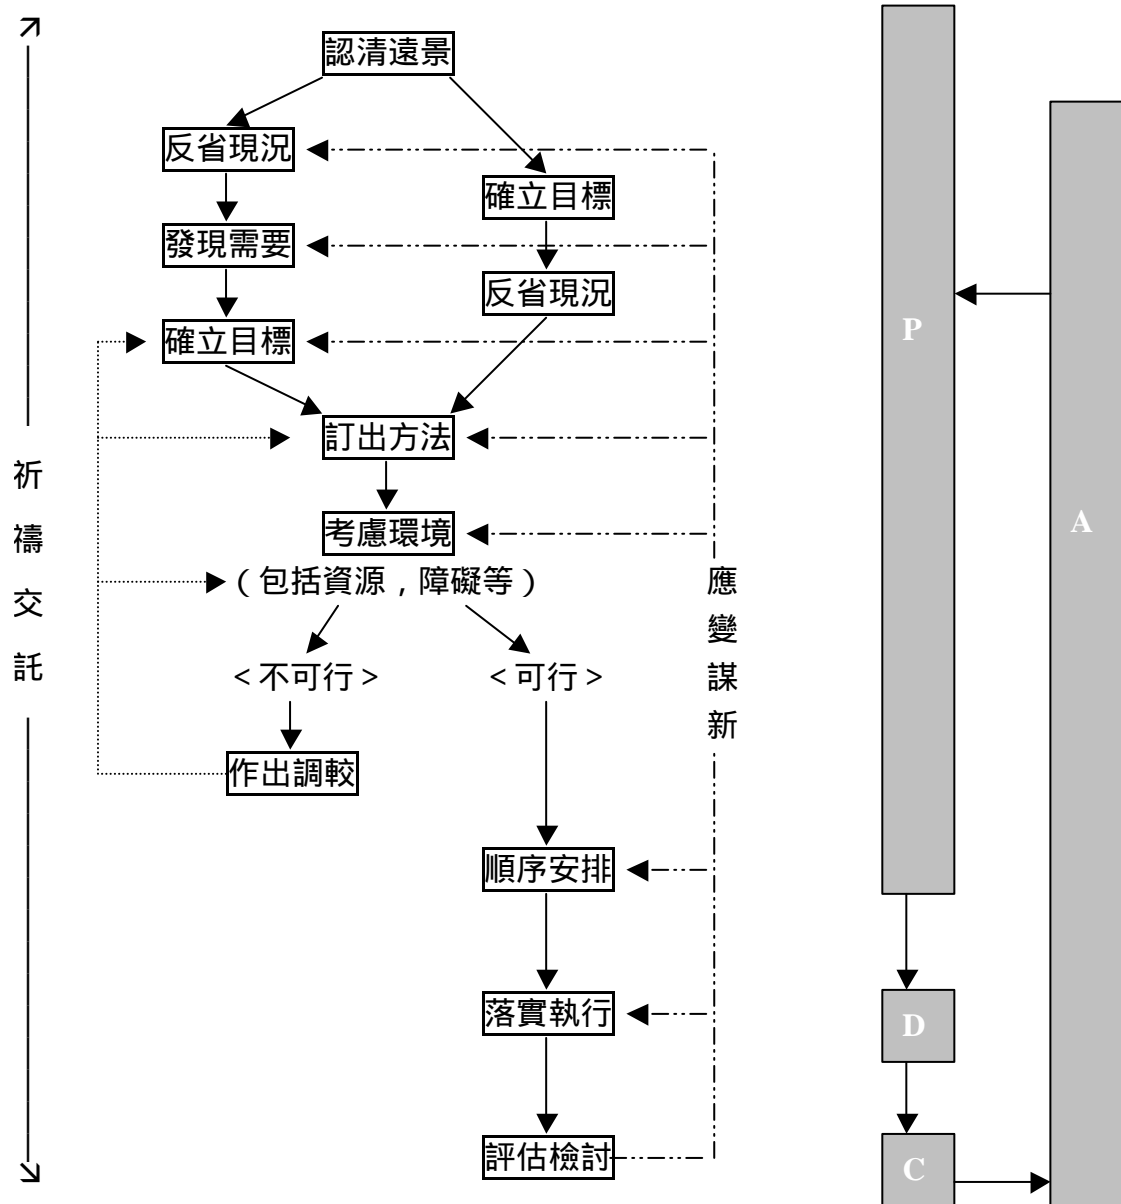 認清遠景
反省現況
確立目標
發現需要
反省現況
確立目標
訂出方法
考慮環境
(包括資源，障礙等)
<不可行>
<可行>
作出調較
順序安排
落實執行
評估檢討
祈禱交託
應變謀新
P
A
D
C